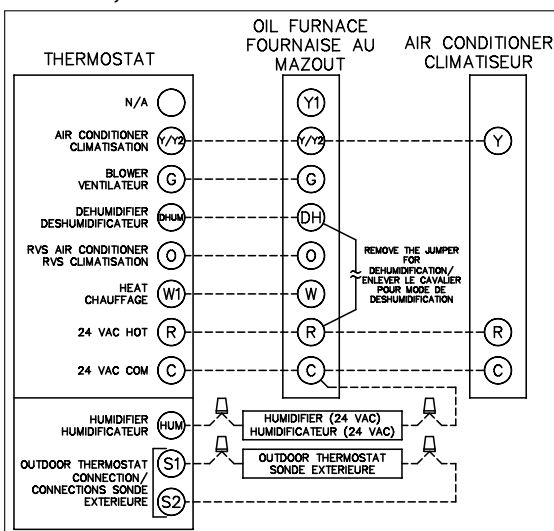 OIL FURNACE
FOURNAISE AU
MAZOUT
AIR CONDITIONER
CLIMATISEUR
THERMOSTAT
N/A
Y1
AIR CONDITIONER
CLIMATISATION
Y/Y2
Y/Y2
Y
BLOWER
VENTILATEUR
G
G
DEHUMIDIFIER
DESHUMIDIFICATEUR
DHUM
DH
REMOVE THE JUMPER
FOR
DEHUMIDIFICATION/
ENLEVER LE CAVALIER
POUR MODE DE
DESHUMIDIFICATION
RVS AIR CONDITIONER
RVS CLIMATISATION
O
O
HEAT
CHAUFFAGE
W1
W
24 VAC HOT
R
R
R
24 VAC COM
C
C
C
HUMIDIFIER
HUMIDIFICATEUR
HUM
HUMIDIFIER (24 VAC)
HUMIDIFICATEUR (24 VAC)
OUTDOOR THERMOSTAT
CONNECTION/
CONNECTIONS SONDE
EXTERIEURE
S1
S2
OUTDOOR THERMOSTAT
SONDE EXTERIEURE